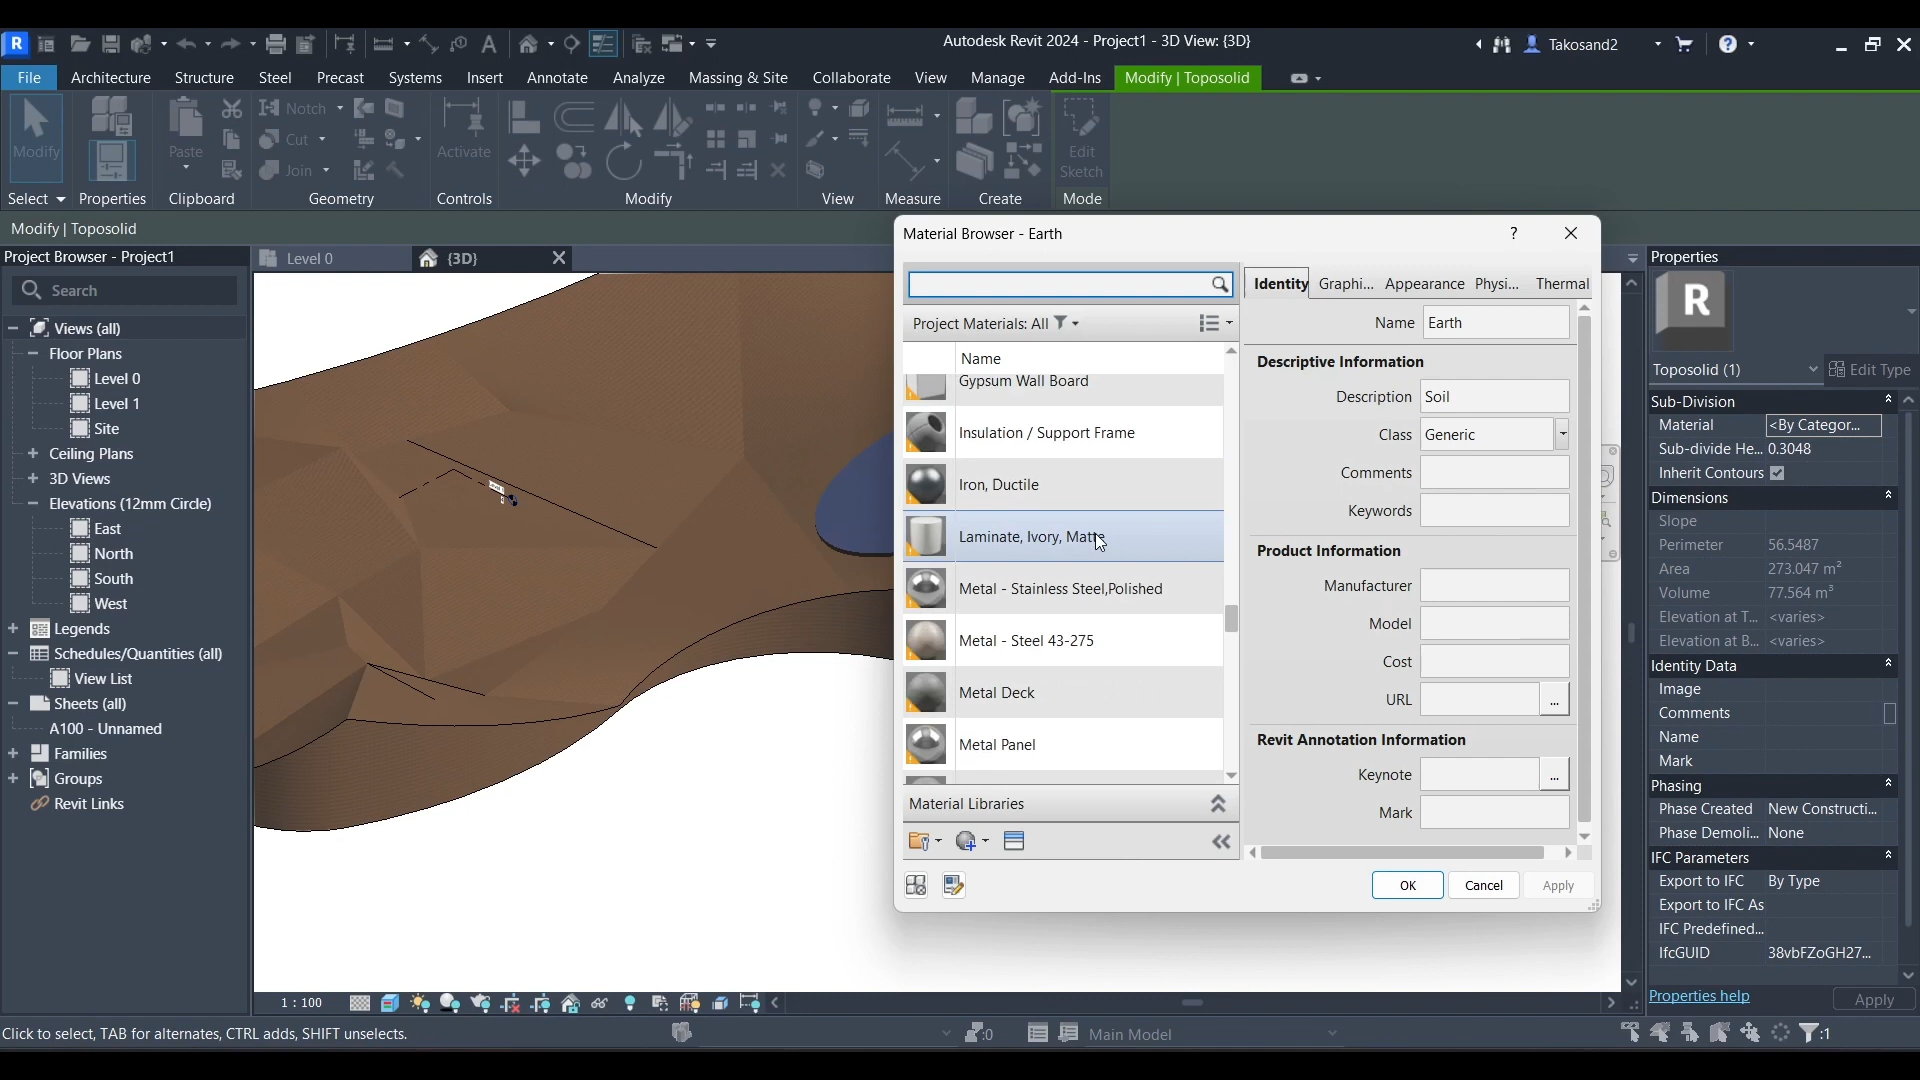 R
Autodesk Revit 2024 - Project1 - 3D View: {3D}
Takosand2
File Architecture Structure Steel Precast Systems Insert Annotate Analyze Massing & Site Collaborate View Manage Add-Ins Modify | Toposolid
Modify
Paste
Notch
Cut
Join
Activate
Edit
Sketch
Select Properties Clipboard Geometry Controls Modify View Measure Create Mode
Modify | Toposolid
Project Browser - Project1
Search
Views (all)
Floor Plans
Level 0
Level 1
Site
Ceiling Plans
3D Views
Elevations (12mm Circle)
East
North
South
West
Legends
Schedules/Quantities (all)
View List
Sheets (all)
A100 - Unnamed
Families
Groups
Revit Links
Level 0
{3D}
Material Browser - Earth
?
Project Materials: All
Name
Gypsum Wall Board
Insulation / Support Frame
Iron, Ductile
Laminate, Ivory, Matte
Metal - Stainless Steel,Polished
Metal - Steel 43-275
Metal Deck
Metal Panel
Material Libraries
Identity Graphi... Appearance Physi... Thermal
Name Earth
Descriptive Information
Description Soil
Class Generic
Comments
Keywords
Product Information
Manufacturer
Model
Cost
URL ...
Revit Annotation Information
Keynote ...
Mark
OK Cancel Apply
Properties
R
Toposolid (1) Edit Type
Sub-Division
Material <By Categor...
Sub-divide He... 0.3048
Inherit Contours
Dimensions
Slope
Perimeter 56.5487
Area 273.047 m²
Volume 77.564 m³
Elevation at T... <varies>
Elevation at B... <varies>
Identity Data
Image
Comments
Name
Mark
Phasing
Phase Created New Constructi...
Phase Demoli... None
IFC Parameters
Export to IFC By Type
Export to IFC As
IFC Predefined...
IfcGUID 38vbFZoGH27...
Properties help Apply
1 : 100
Click to select, TAB for alternates, CTRL adds, SHIFT unselects.
:0
Main Model
:1